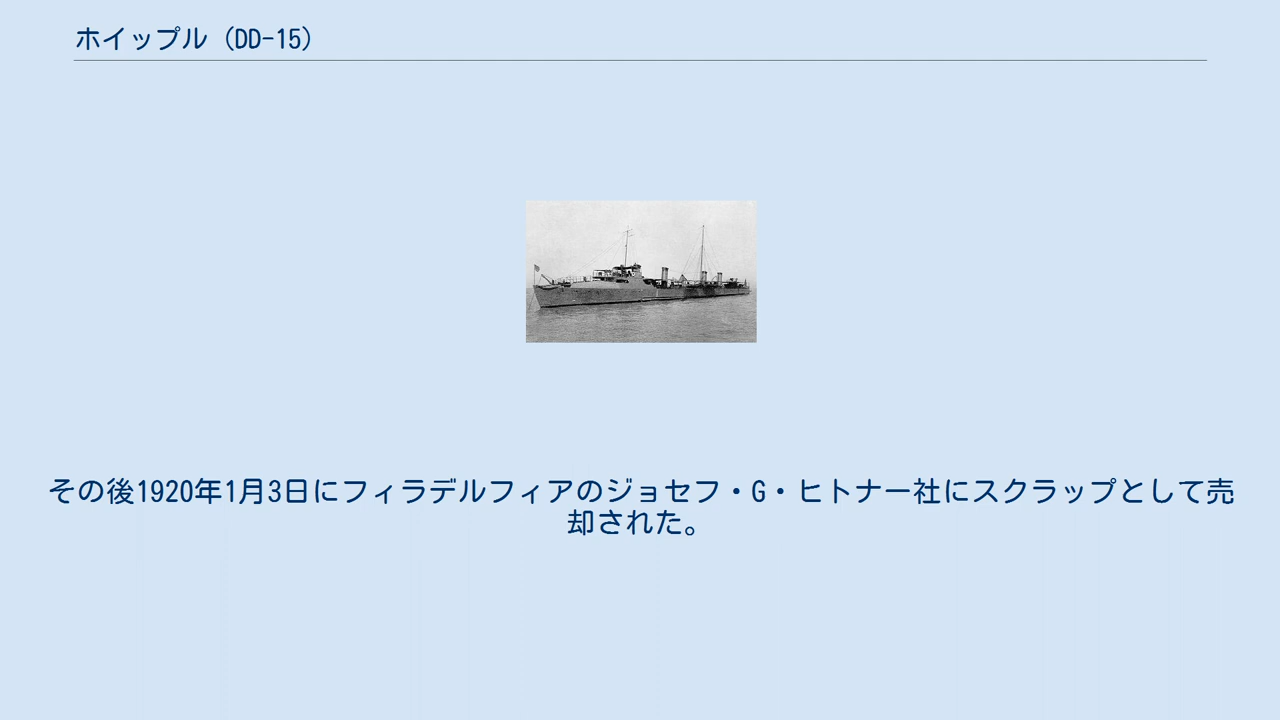 ホイップル（DD-15）
その後1920年1月3日にフィラデルフィアのジョセフ・G・ヒトナー社にスクラップとして売
却された。